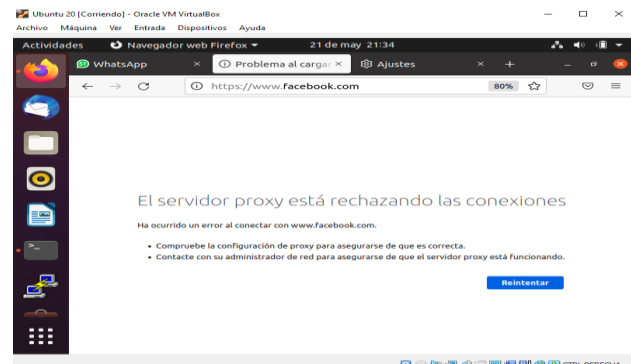 Ubuntu 20 [Corriendo] - Oracle VM VirtualBox
Archivo Máquina Ver Entrada Dispositivos Ayuda
Actividades Navegador web Firefox 21 de may 21:34
WhatsApp Problema al cargar Ajustes
https://www.facebook.com 80%
El servidor proxy está rechazando las conexiones
Ha ocurrido un error al conectar con www.facebook.com.
• Compruebe la configuración de proxy para asegurarse de que es correcta.
• Contacte con su administrador de red para asegurarse de que el servidor proxy está funcionando.
Reintentar
CTRL DERECHA